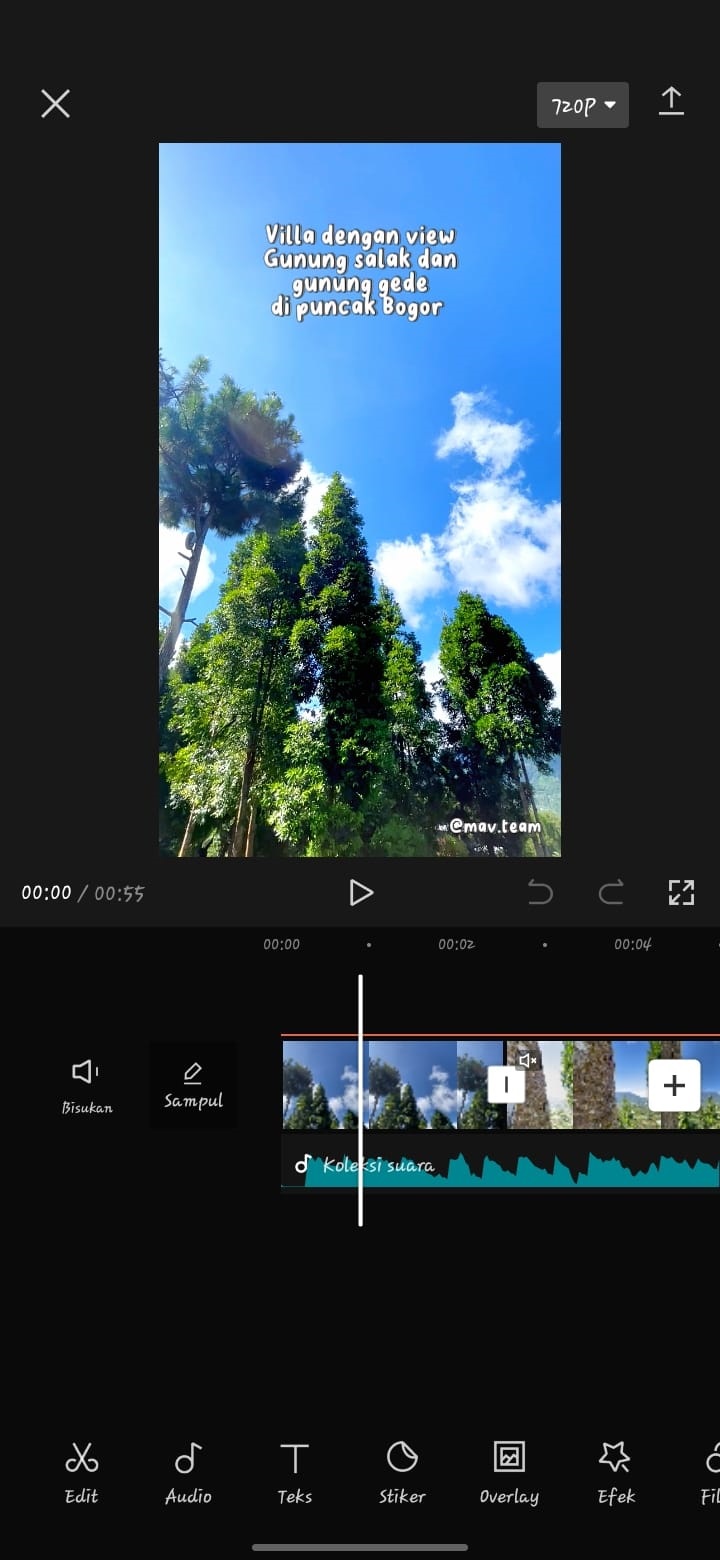 720P
Villa dengan view
Gunung salak dan
gunung gede
di puncak Bogor
@mav.team
00:00 / 00:55
00:00
00:02
00:04
Bisukan
Sampul
Koleksi suara
Edit
Audio
Teks
Stiker
Overlay
Efek